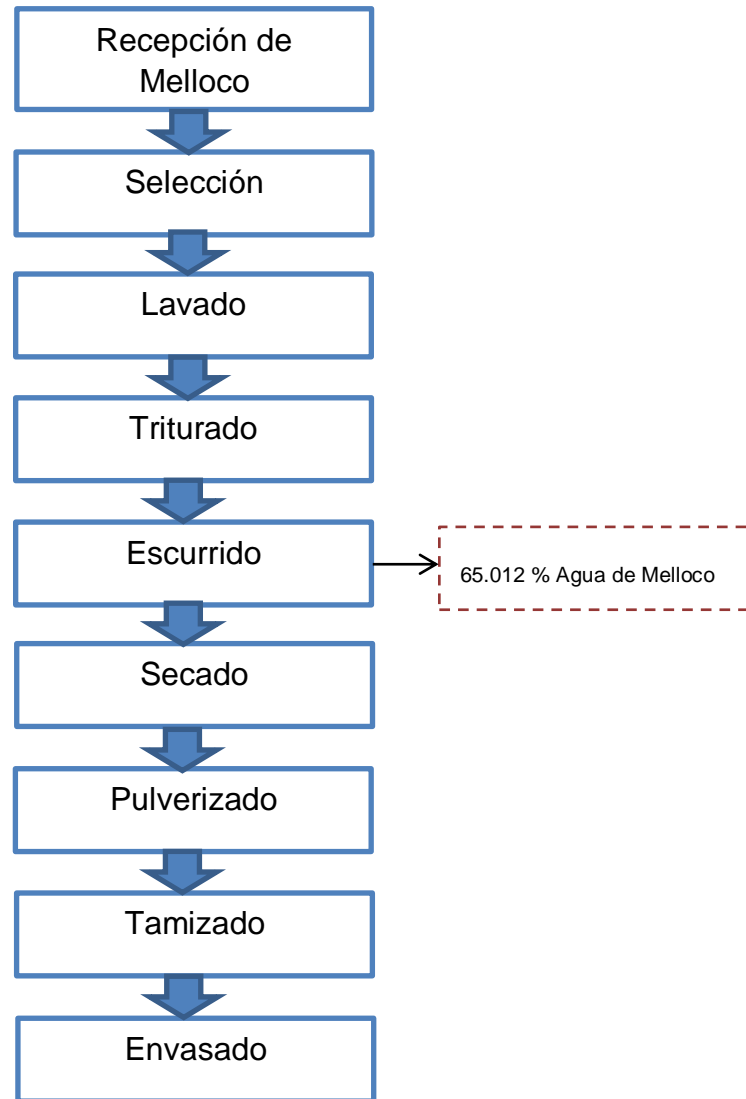 Recepción de
Melloco
Selección
Lavado
Triturado
Escurrido
65.012 % Agua de Melloco
Secado
Pulverizado
Tamizado
Envasado